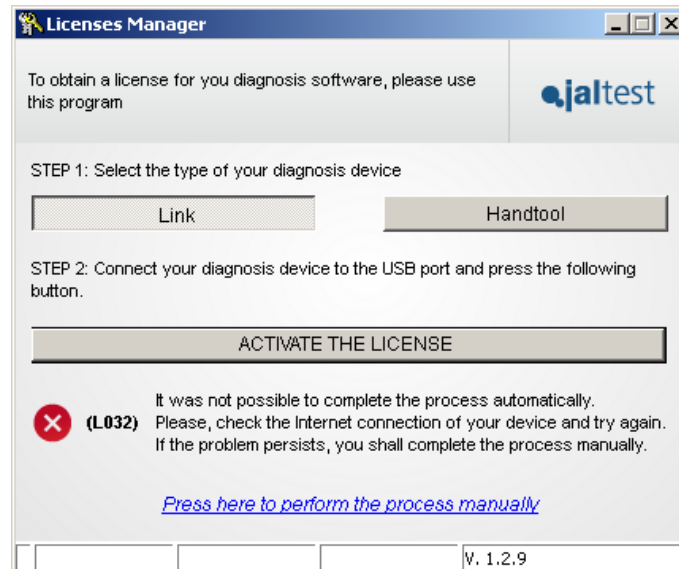 Licenses Manager
To obtain a license for you diagnosis software, please use
this program
jaltest
STEP 1: Select the type of your diagnosis device
Link
Handtool
STEP 2: Connect your diagnosis device to the USB port and press the following
button.
ACTIVATE THE LICENSE
It was not possible to complete the process automatically.
(L032) Please, check the Internet connection of your device and try again.
If the problem persists, you shall complete the process manually.
Press here to perform the process manually
V. 1.2.9